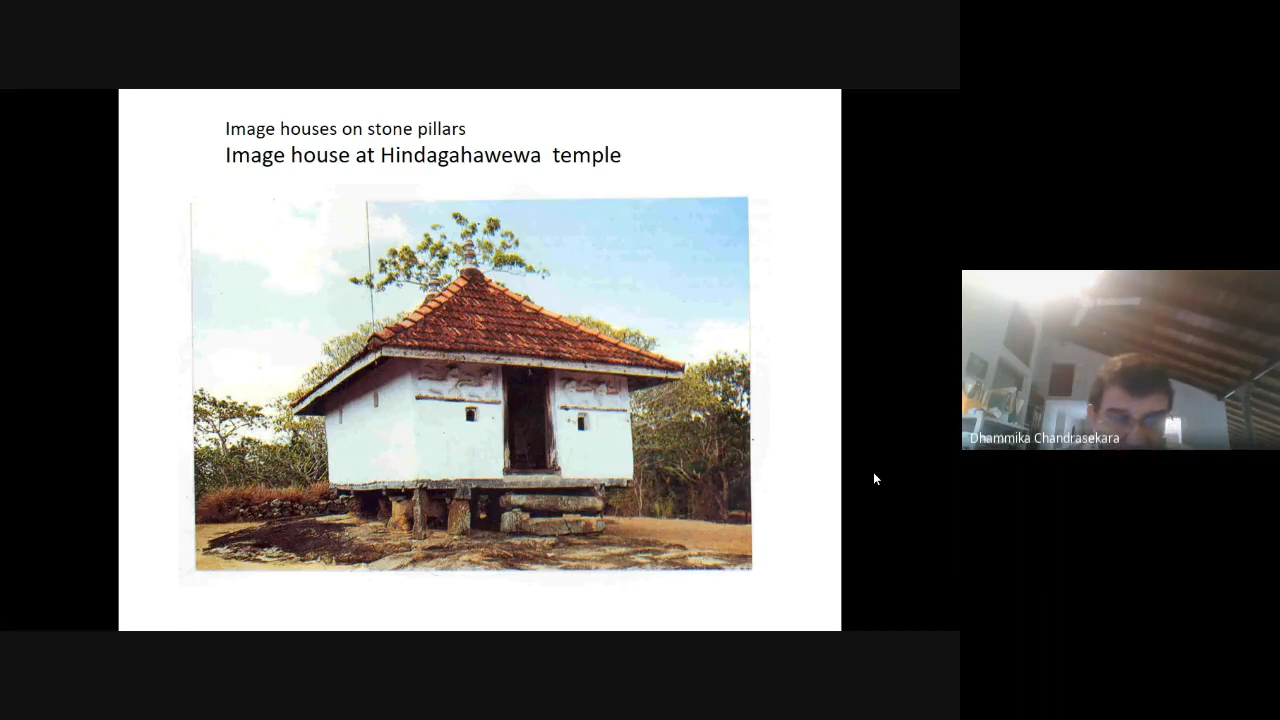 Image houses on stone pillars
Image house at Hindagahawewa  temple
Dhammika Chandrasekara